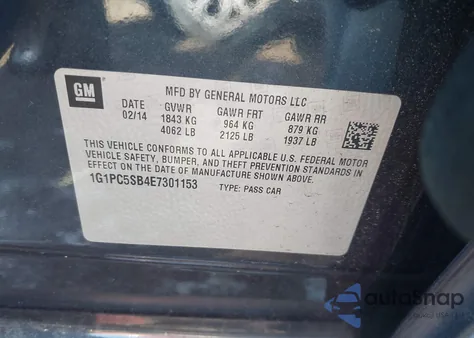 GM
MFD BY GENERAL MOTORS LLC
DATE GVWR GAWR FRT GAWR RR
02/14 1843 KG 964 KG 879 KG
4062 LB 2125 LB 1937 LB
THIS VEHICLE CONFORMS TO ALL APPLICABLE U.S. FEDERAL MOTOR
VEHICLE SAFETY, BUMPER, AND THEFT PREVENTION STANDARDS IN
EFFECT ON THE DATE OF MANUFACTURE SHOWN ABOVE.
1G1PC5SB4E7301153 TYPE: PASS CAR
autoSnap